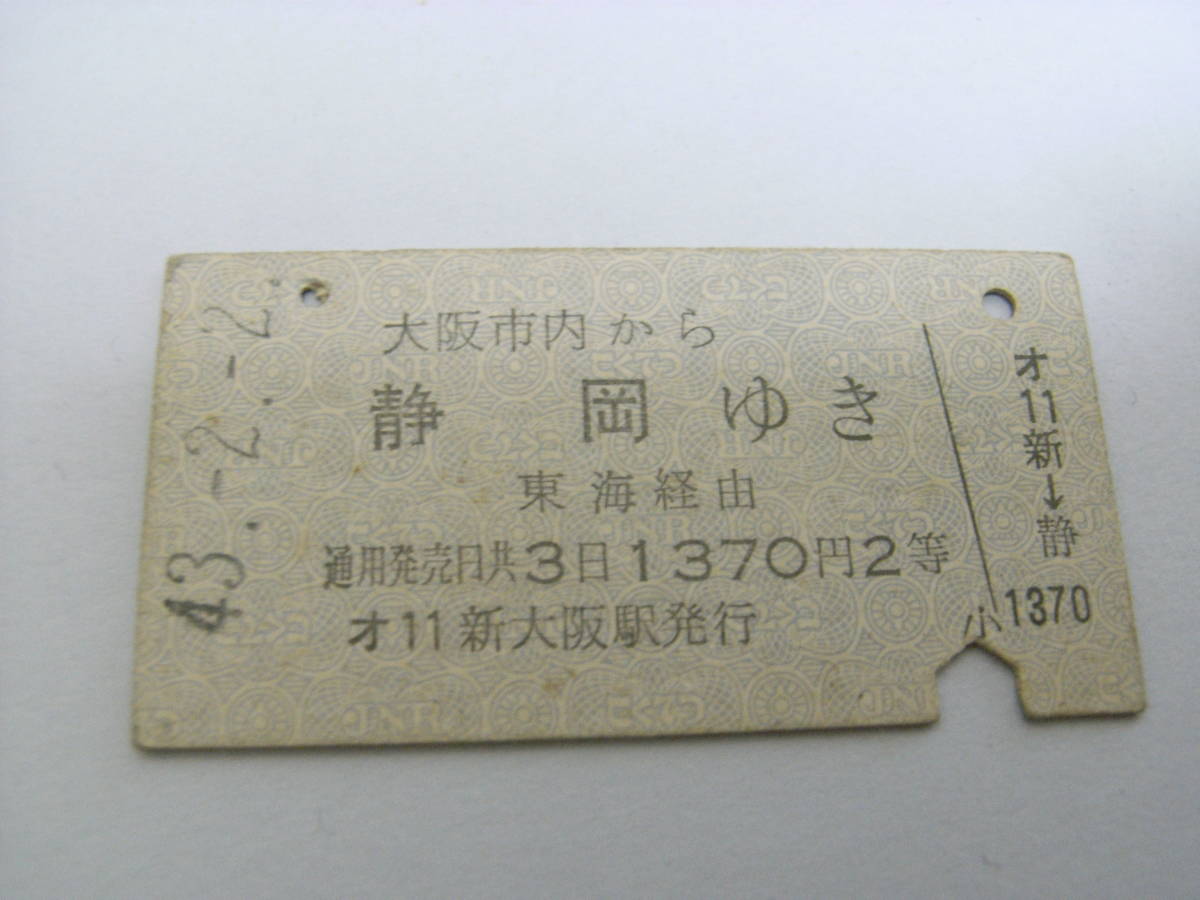 43.-2.-2.
大阪市内から
静岡ゆき
東海経由
通用発売日共3日1370円2等
オ11新大阪駅発行
オ11新→静
小1370